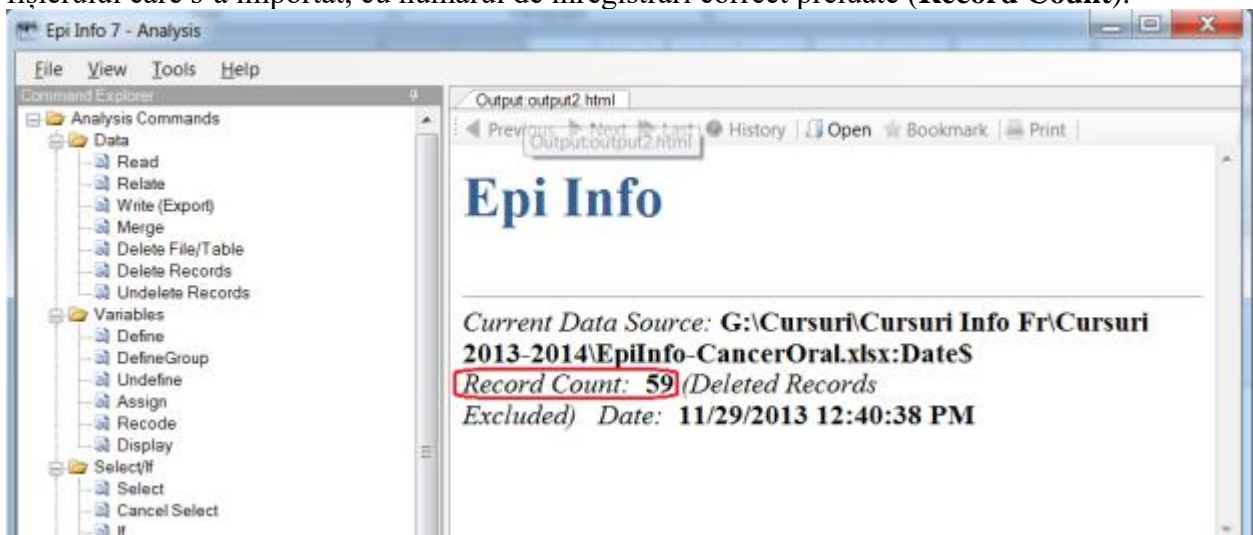 fișierului care s-a importat, cu numărul de înregistrări corect preluate (Record Count).
Epi Info 7 - Analysis
File View Tools Help
Command Explorer
Analysis Commands
Data
Read
Relate
Write (Export)
Merge
Delete File/Table
Delete Records
Undelete Records
Variables
Define
DefineGroup
Undefine
Assign
Recode
Display
Select/If
Select
Cancel Select
If
Output:output2.html
Previous Next Last History Open Bookmark Print
Output:output2.html
Epi Info
Current Data Source: G:\Cursuri\Cursuri Info Fr\Cursuri
2013-2014\EpiInfo-CancerOral.xlsx:Date$
Record Count: 59 (Deleted Records
Excluded) Date: 11/29/2013 12:40:38 PM